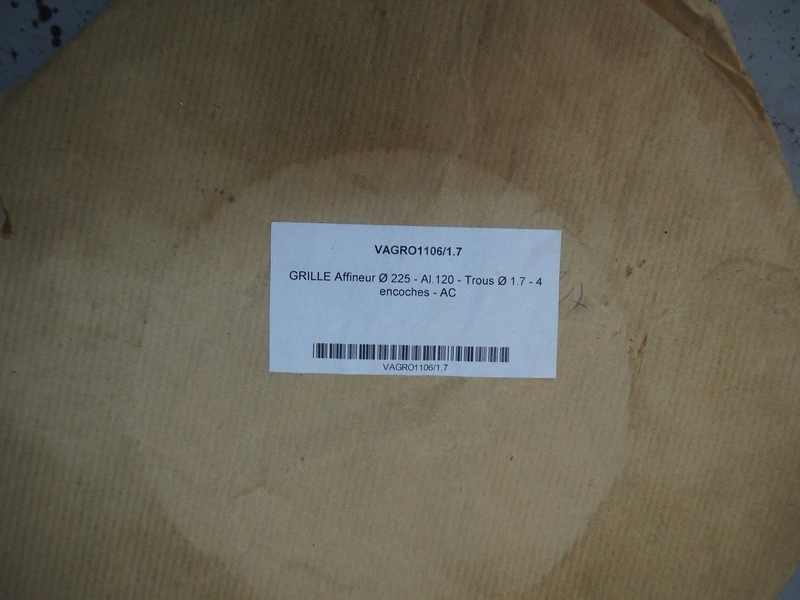 VAGRO1106/1.7
GRILLE Affineur Ø 225 - Al.120 - Trous Ø 1.7 - 4
encoches - AC
VAGRO1106/1.7